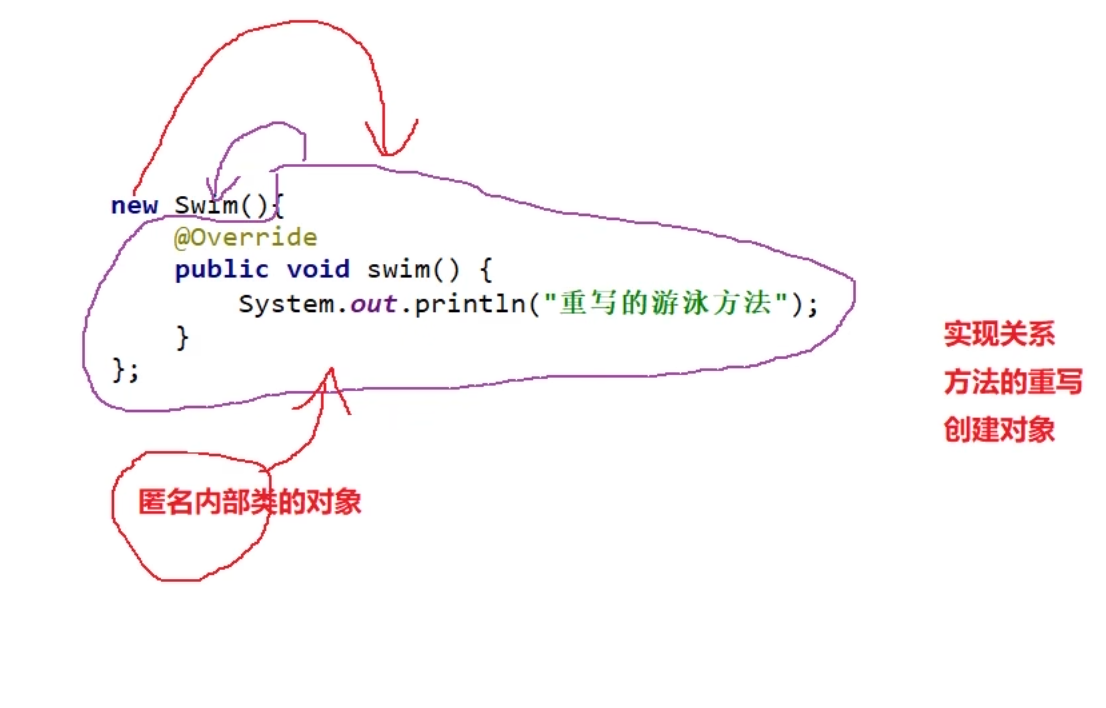 new Swim(){
@Override
public void swim() {
System.out.println("重写的游泳方法");
}
};
实现关系
方法的重写
创建对象
匿名内部类的对象